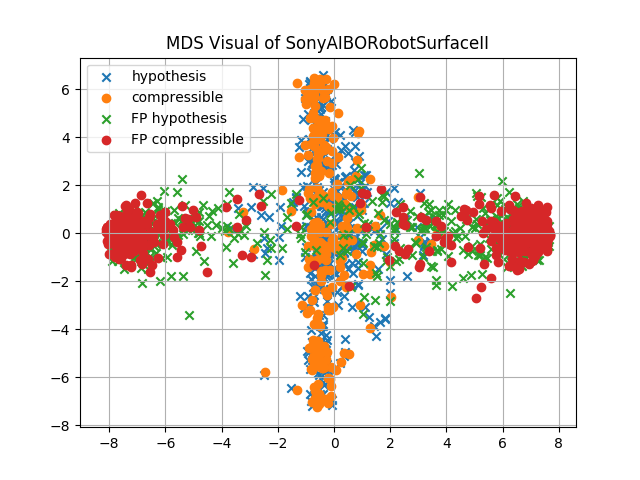 MDS Visual of SonyAIBORobotSurfaceII
hypothesis
compressible
FP hypothesis
FP compressible
6
4
2
0
−2
−4
−6
−8
−8 −6 −4 −2 0 2 4 6 8